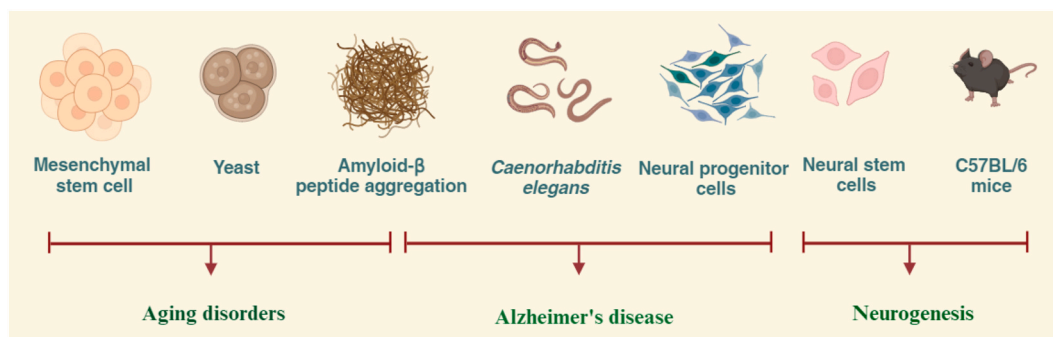 Mesenchymal
stem cell
Yeast
Amyloid-β
peptide aggregation
Caenorhabditis
elegans
Neural progenitor
cells
Neural stem
cells
C57BL/6
mice
Aging disorders
Alzheimer's disease
Neurogenesis